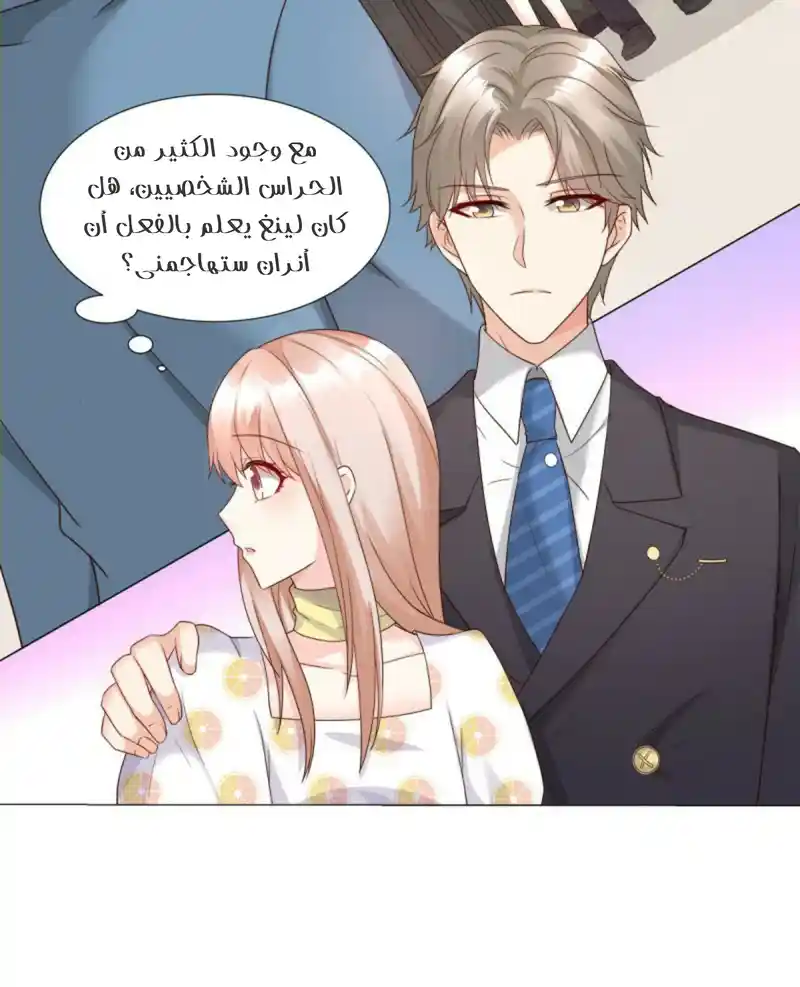 مع وجود الكثير من
الحراس الشخصيين، هل
كان لينغ يعلم بالفعل أن
أنران ستهاجمني؟